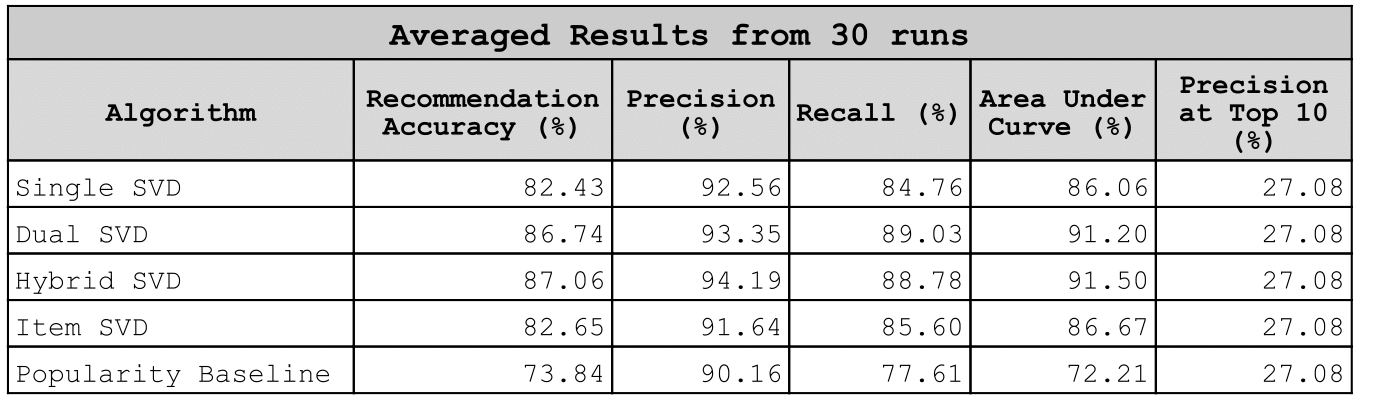 Averaged Results from 30 runs
Algorithm Recommendation Accuracy (%) Precision (%) Recall (%) Area Under Curve (%) Precision at Top 10 (%)
Single SVD 82.43 92.56 84.76 86.06 27.08
Dual SVD 86.74 93.35 89.03 91.20 27.08
Hybrid SVD 87.06 94.19 88.78 91.50 27.08
Item SVD 82.65 91.64 85.60 86.67 27.08
Popularity Baseline 73.84 90.16 77.61 72.21 27.08